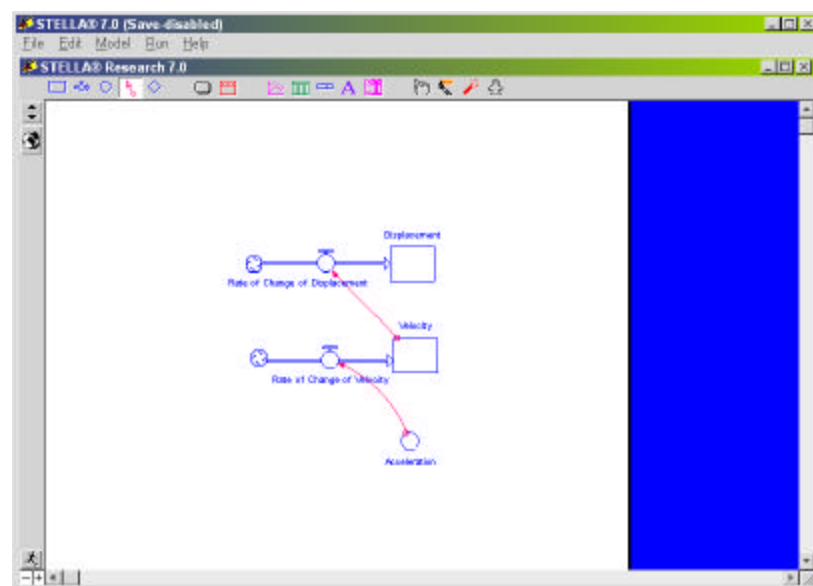 STELLA® 7.0 (Save-disabled)
File Edit Model Run Help
STELLA® Research 7.0
A
Displacement
Rate of Change of Displacement
Velocity
Rate of Change of Velocity
Acceleration